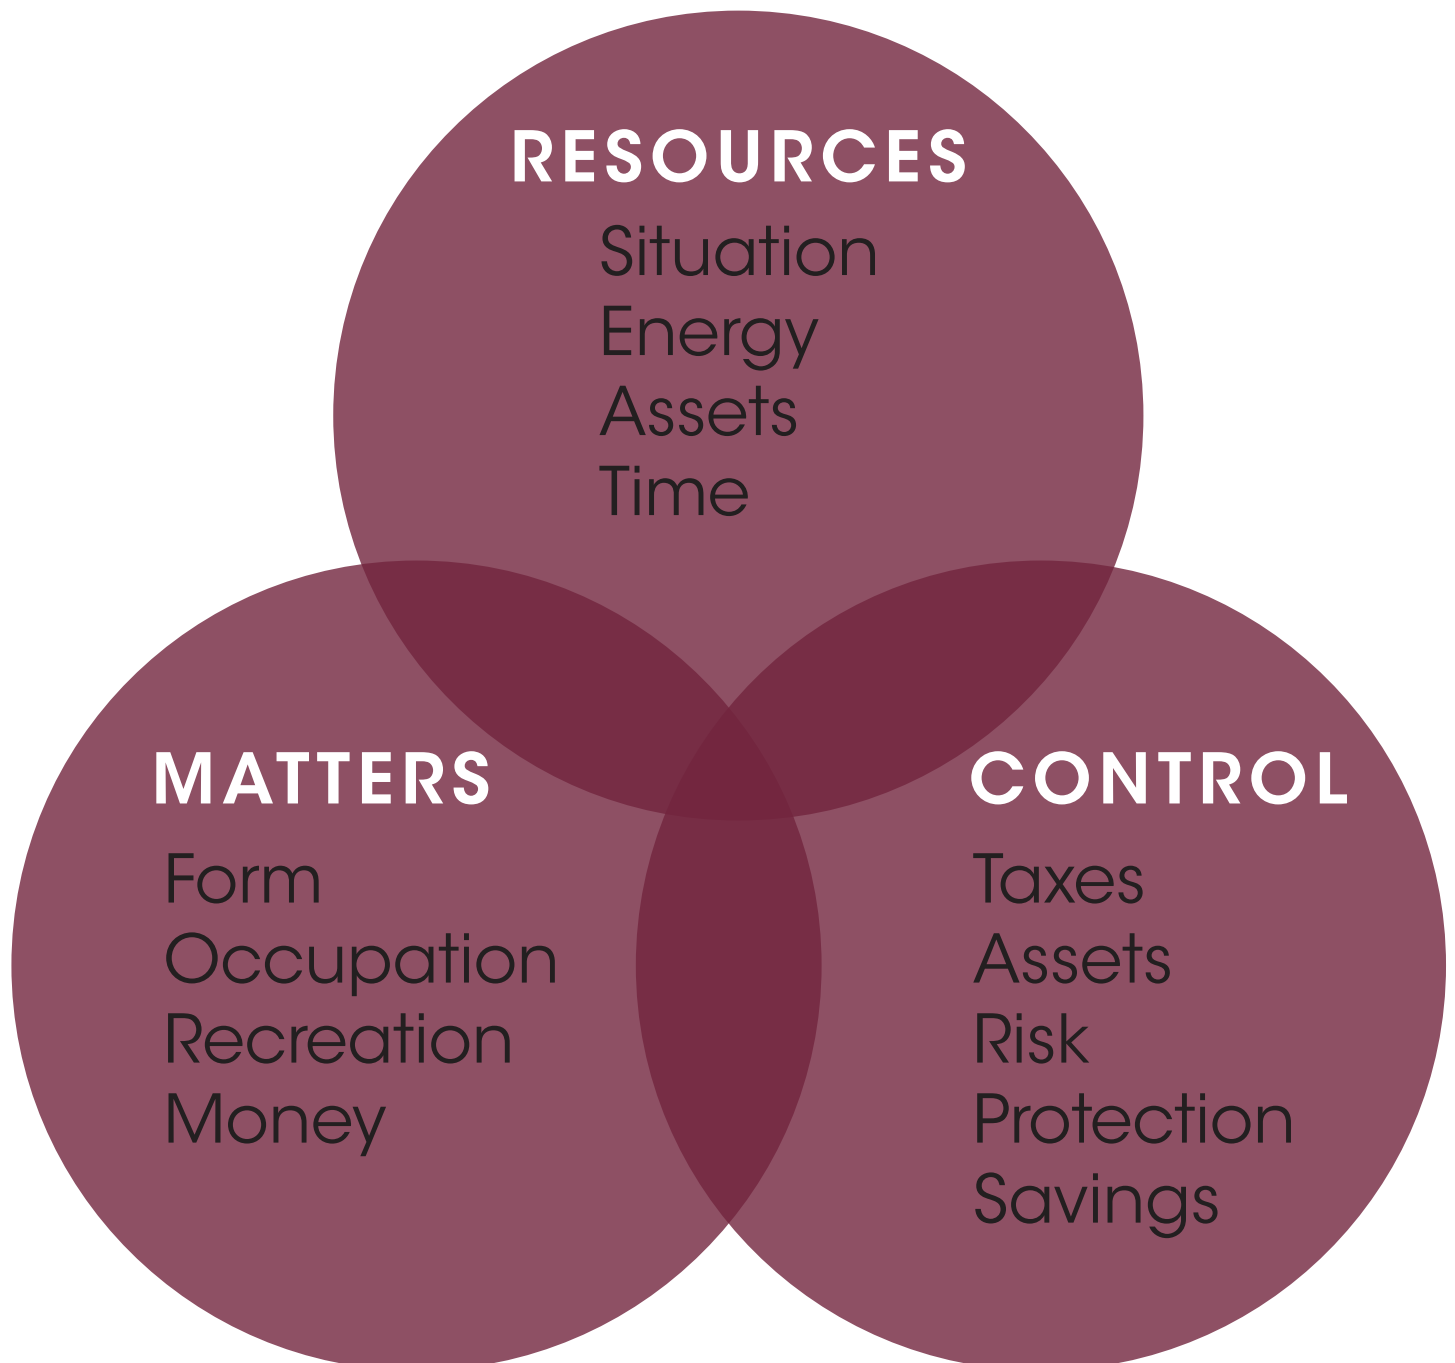 RESOURCES
Situation
Energy
Assets
Time
MATTERS
Form
Occupation
Recreation
Money
CONTROL
Taxes
Assets
Risk
Protection
Savings